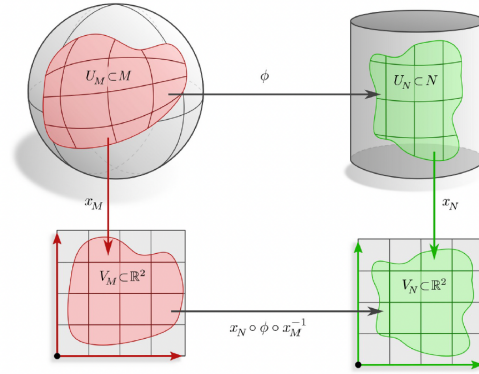 U_M⊂M
ϕ
U_N⊂N
x_M
x_N
V_M⊂ℝ²
V_N⊂ℝ²
x_N∘ϕ∘x_M⁻¹